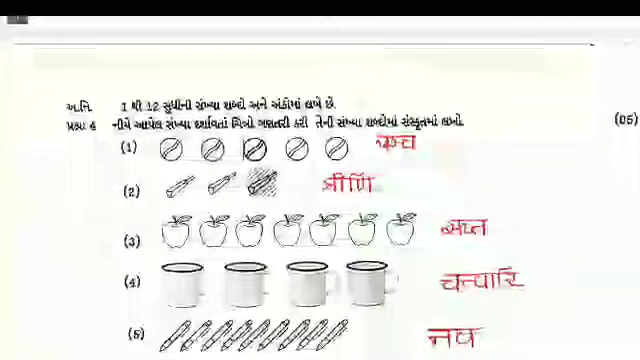 અ.નિ. 1 થી 12 સુધીની સંખ્યા શબ્દો અને અંકોમાં લખે છે.
પ્રશ્ન: 4 નીચે આપેલ સંખ્યા દર્શાવતાં ચિત્રો ગણતરી કરી તેની સંખ્યા શબ્દોમાં સંસ્કૃતમાં લખો. (05)
(1) पञ्च
(2) त्रीणि
(3) सप्त
(4) चत्वारि
(5) नव